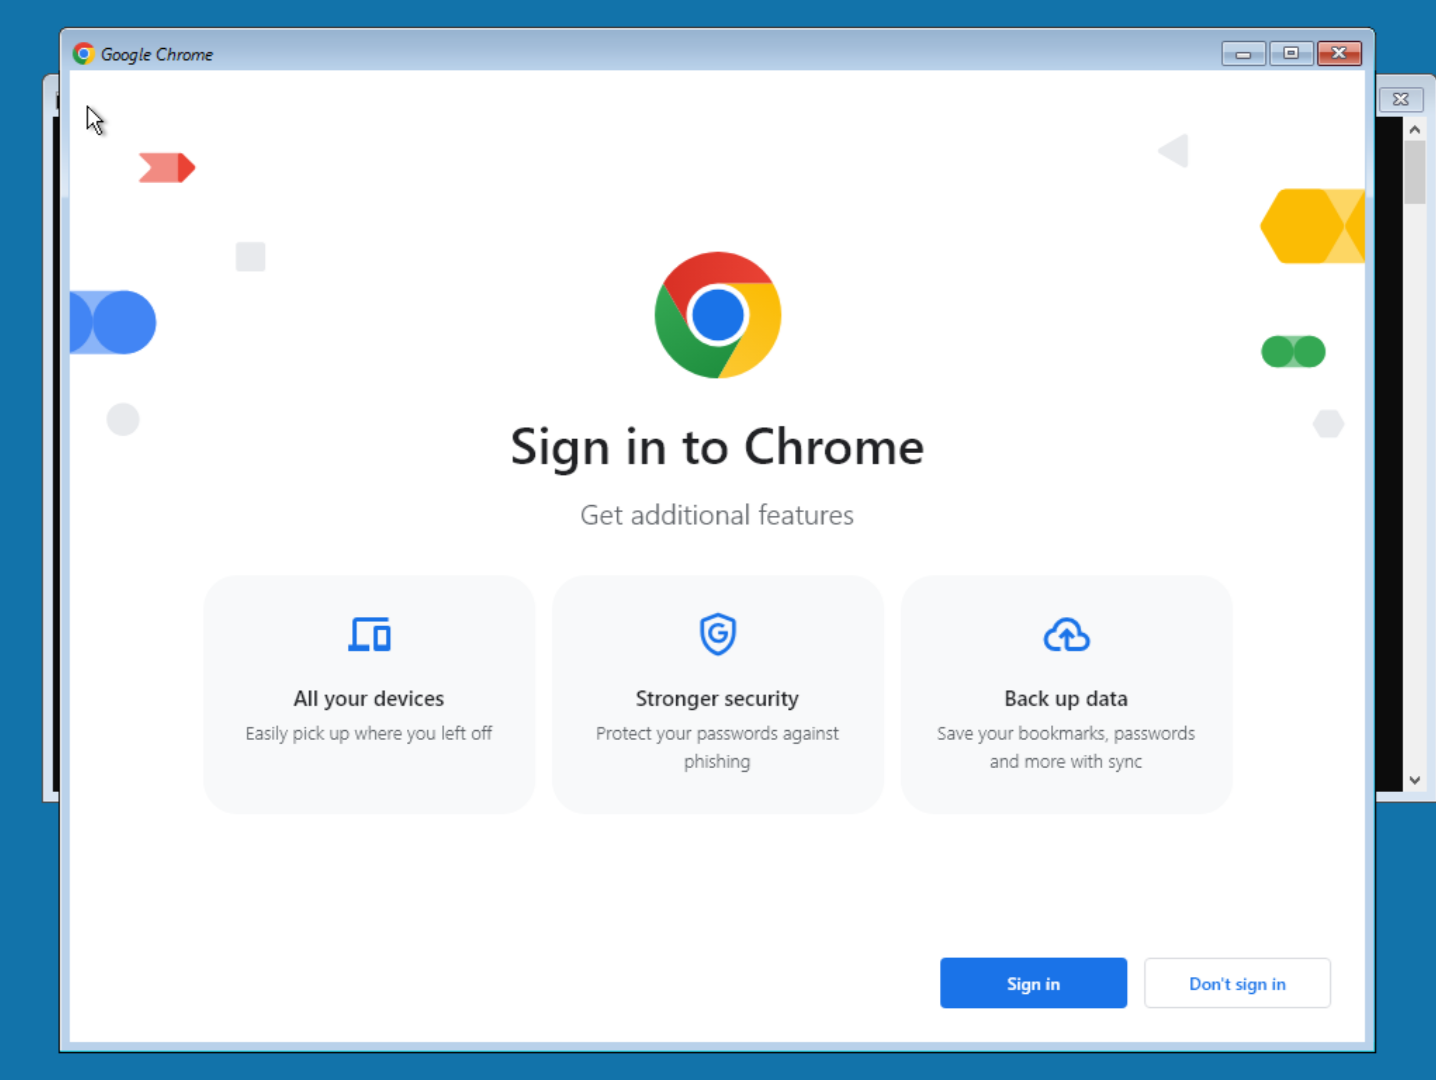 Google Chrome
Sign in to Chrome
Get additional features
All your devices
Easily pick up where you left off
Stronger security
Protect your passwords against
phishing
Back up data
Save your bookmarks, passwords
and more with sync
Sign in
Don't sign in